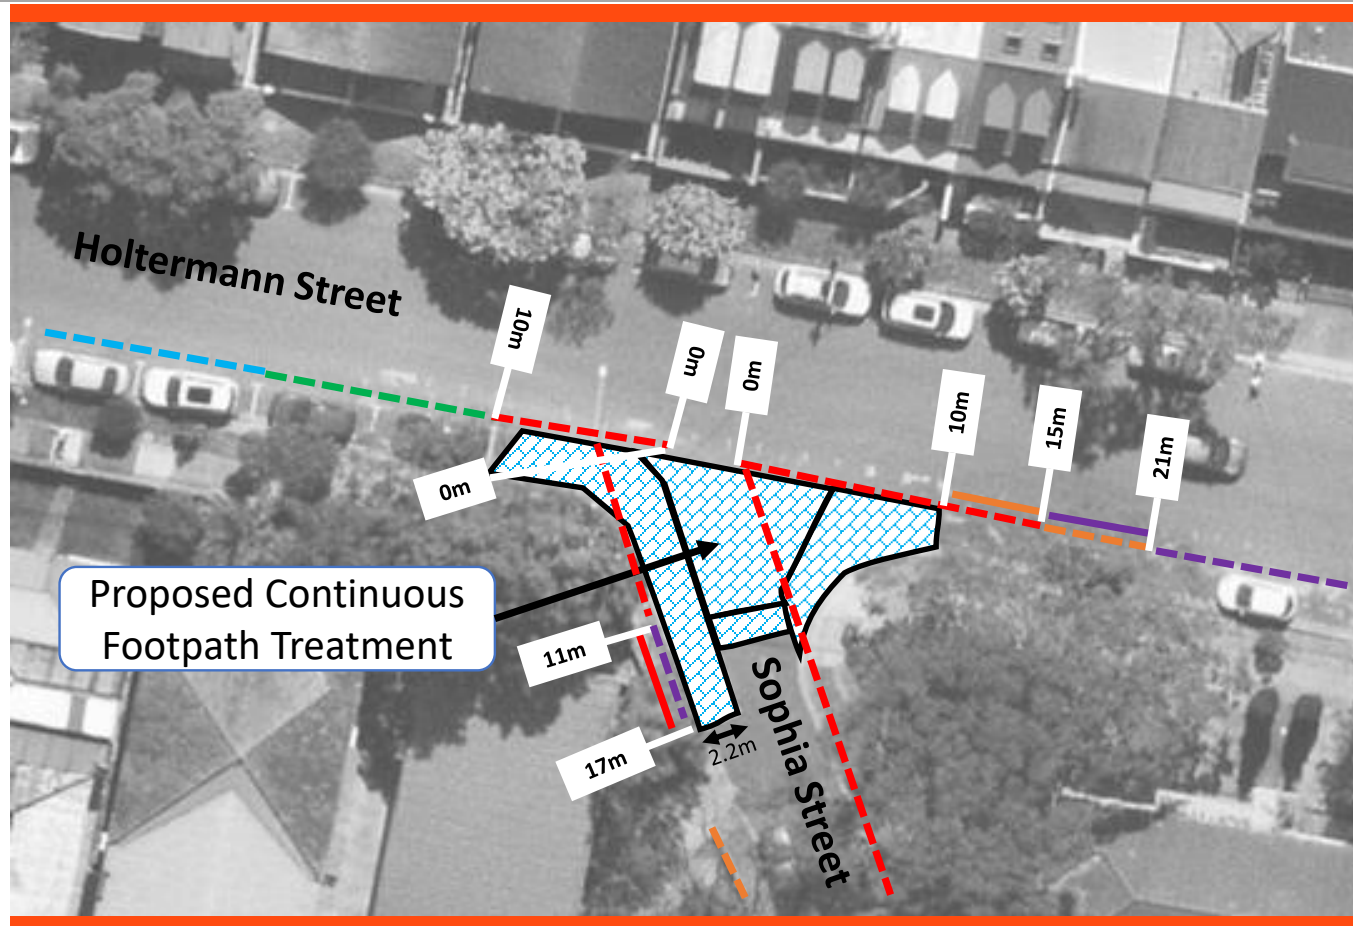 Holtermann Street
10m
0m
0m
10m
15m
21m
0m
Proposed Continuous
Footpath Treatment
11m
17m
2.2m
Sophia Street